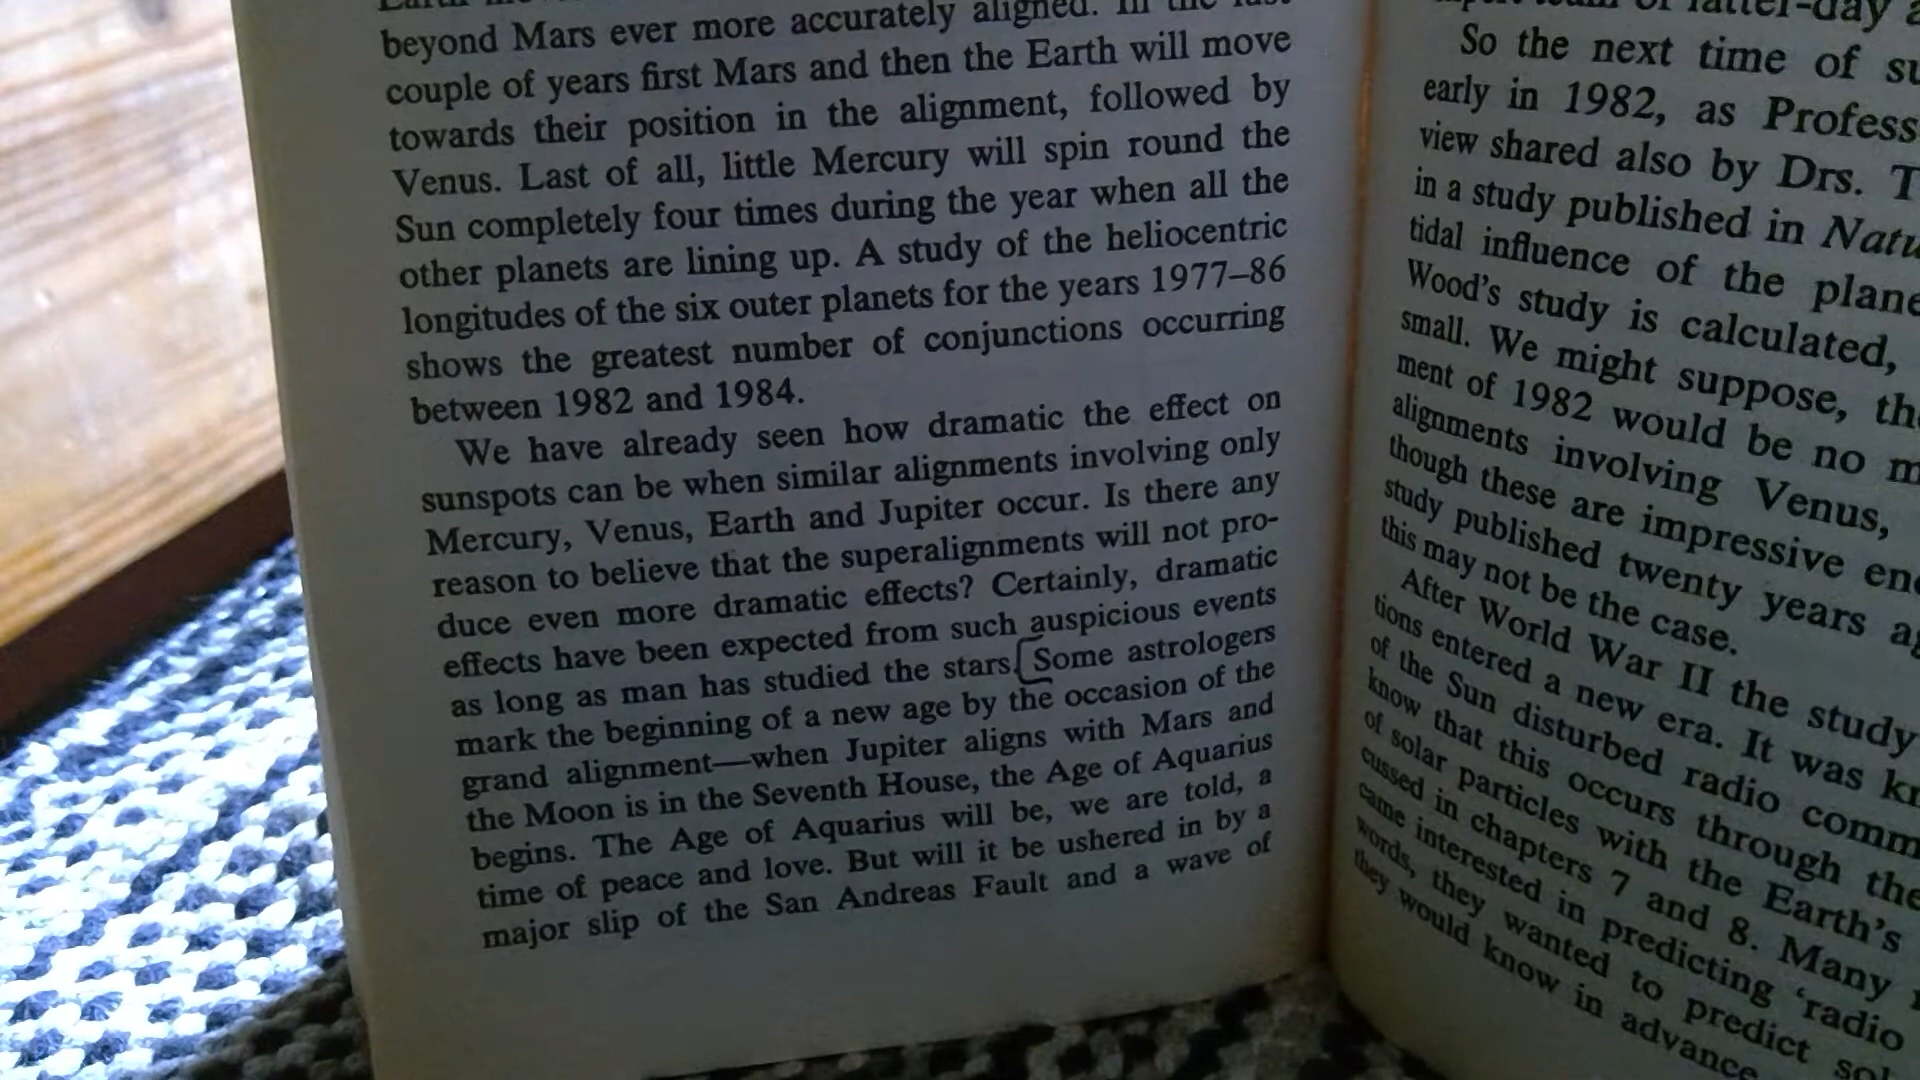 beyond Mars ever more accurately aligned. In the last
couple of years first Mars and then the Earth will move
towards their position in the alignment, followed by
Venus. Last of all, little Mercury will spin round the
Sun completely four times during the year when all the
other planets are lining up. A study of the heliocentric
longitudes of the six outer planets for the years 1977–86
shows the greatest number of conjunctions occurring
between 1982 and 1984.
We have already seen how dramatic the effect on
sunspots can be when similar alignments involving only
Mercury, Venus, Earth and Jupiter occur. Is there any
reason to believe that the superalignments will not pro-
duce even more dramatic effects? Certainly, dramatic
effects have been expected from such auspicious events
as long as man has studied the stars. [Some astrologers
mark the beginning of a new age by the occasion of the
grand alignment—when Jupiter aligns with Mars and
the Moon is in the Seventh House, the Age of Aquarius
begins. The Age of Aquarius will be, we are told, a
time of peace and love. But will it be ushered in by a
major slip of the San Andreas Fault and a wave of
of latter-day
So the next time of
early in 1982, as
view shared also by Drs.
in a study published in
tidal influence of the
Wood's study is calculated,
small. We might suppose,
ment of 1982 would be no
alignments involving Venus,
though these are impressive
study published twenty years
this may not be the case.
After World War II the study
tions entered a new era. It was
of the Sun disturbed radio
know that this occurs through
of solar particles with the Earth's
cussed in chapters 7 and 8. Many
came interested in predicting 'radio
words, they wanted to predict
they would know in advance